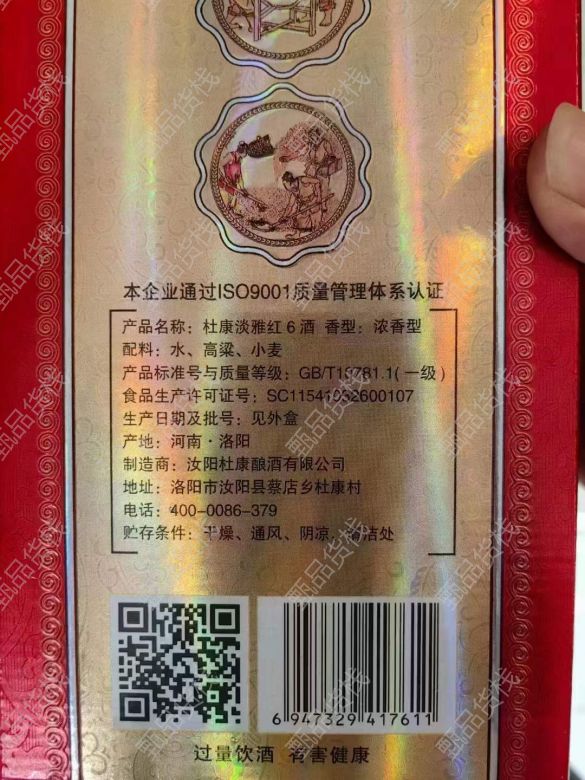 本企业通过ISO9001质量管理体系认证
产品名称：杜康淡雅红6酒 香型：浓香型
配料：水、高粱、小麦
产品标准号与质量等级：GB/T10781.1(一级)
食品生产许可证号：SC11541032600107
生产日期及批号：见外盒
产地：河南·洛阳
制造商：汝阳杜康酿酒有限公司
地址：洛阳市汝阳县蔡店乡杜康村
电话：400-0086-379
贮存条件：干燥、通风、阴凉、清洁处
6 947329 417611
过量饮酒 有害健康
甄品货栈